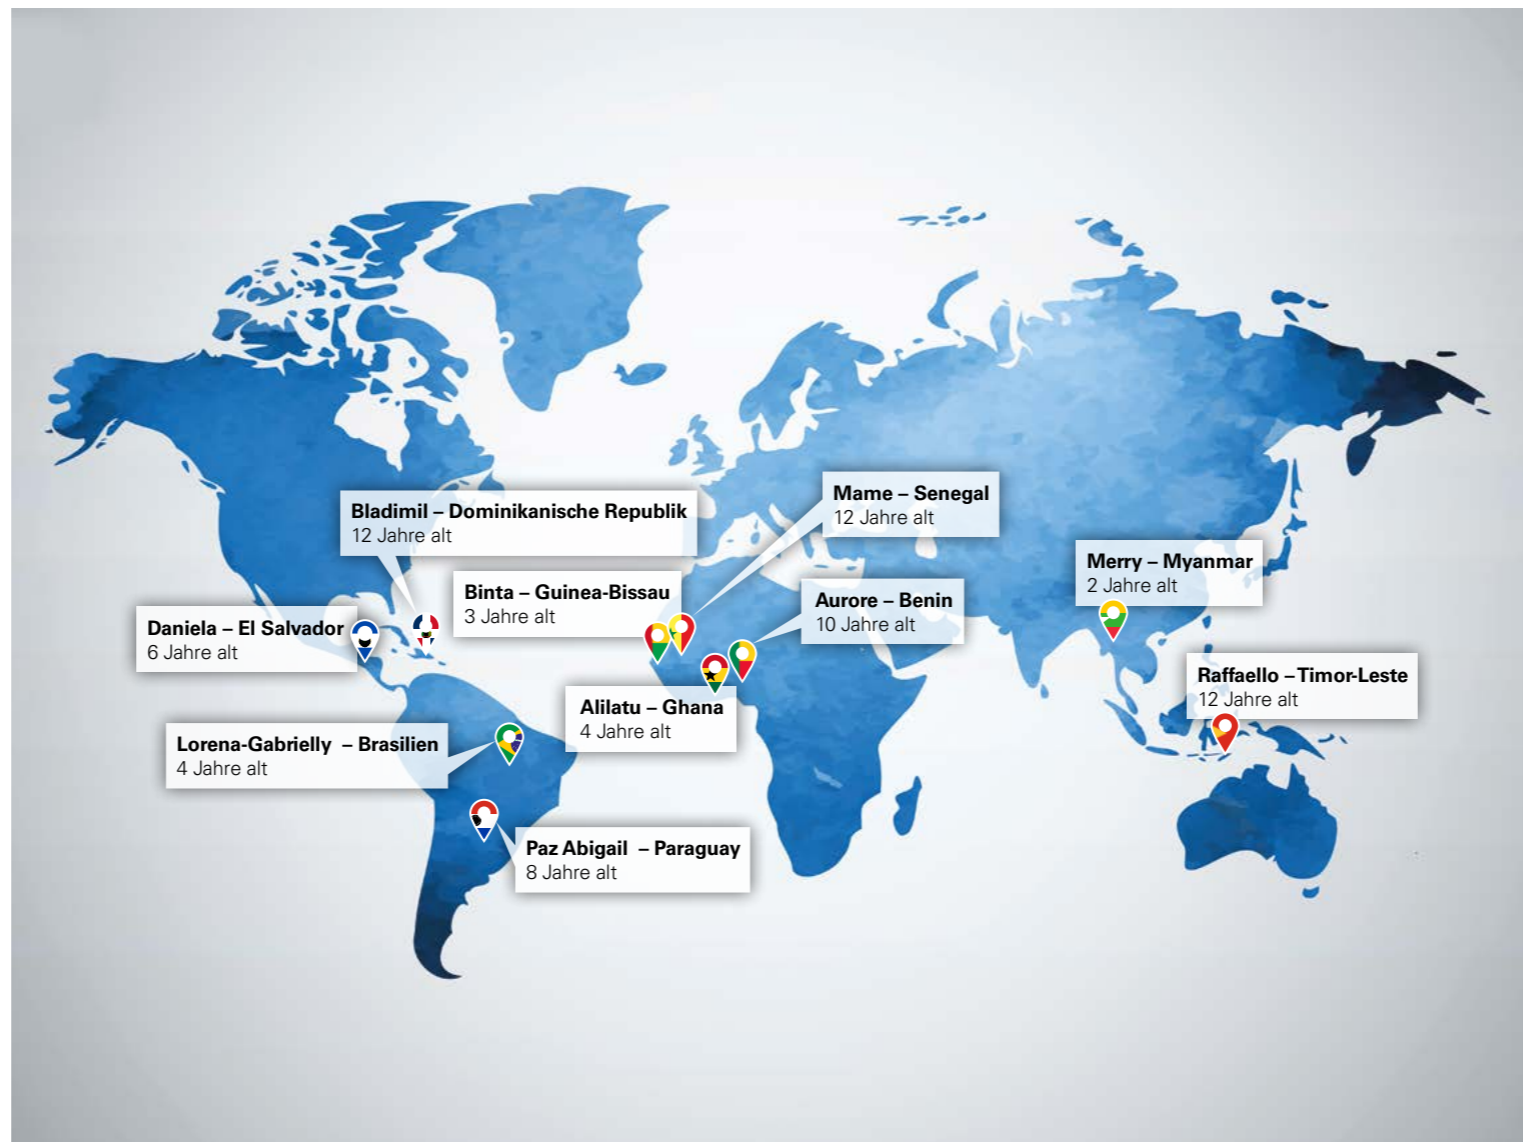 Mame – Senegal
12 Jahre alt
Bladimil – Dominikanische Republik
12 Jahre alt
Merry – Myanmar
2 Jahre alt
Binta – Guinea-Bissau
3 Jahre alt
Aurore – Benin
10 Jahre alt
Daniela – El Salvador
6 Jahre alt
Raffaello – Timor-Leste
12 Jahre alt
Alilatu – Ghana
4 Jahre alt
Lorena-Gabrielly – Brasilien
4 Jahre alt
Paz Abigail – Paraguay
8 Jahre alt